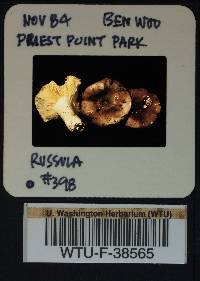 NOV 84 BEN WOO
PRIEST POINT PARK
RUSSULA
#398
U. Washington Herbarium (WTU)
WTU-F-38565